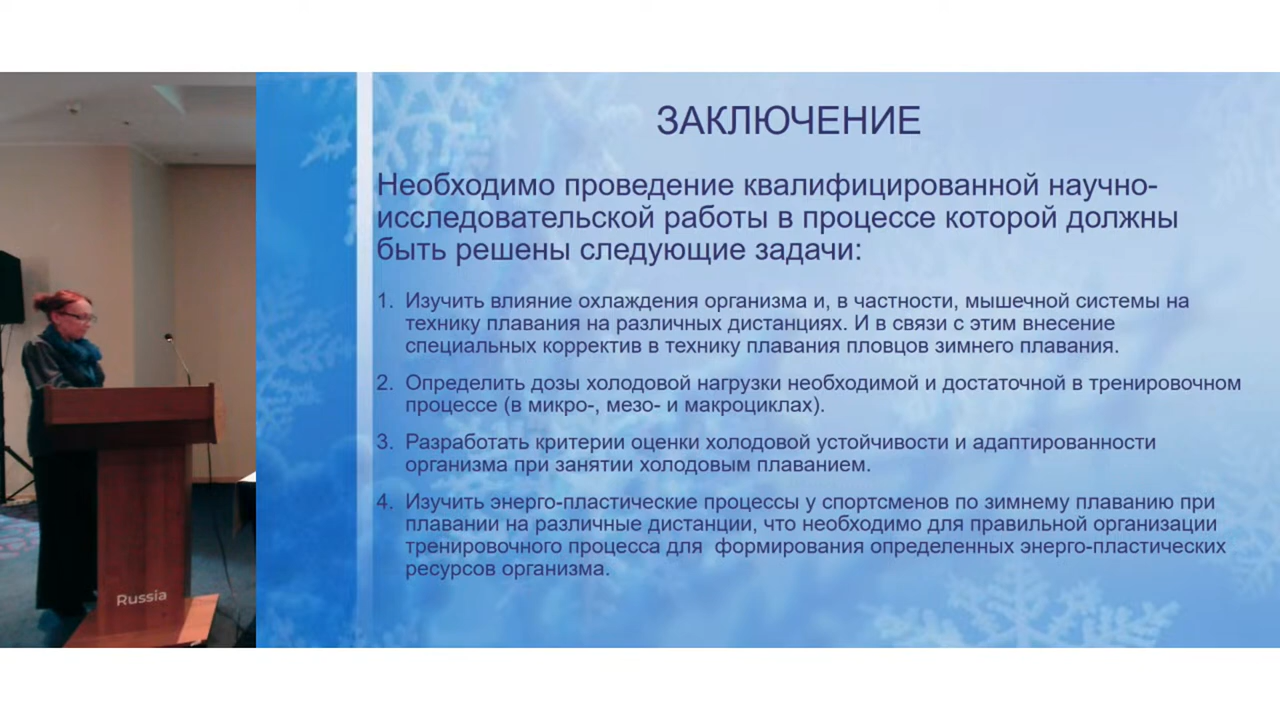 ЗАКЛЮЧЕНИЕ
Необходимо проведение квалифицированной научно-
исследовательской работы в процессе которой должны
быть решены следующие задачи:
1. Изучить влияние охлаждения организма и, в частности, мышечной системы на
технику плавания на различных дистанциях. И в связи с этим внесение
специальных корректив в технику плавания пловцов зимнего плавания.
2. Определить дозы холодовой нагрузки необходимой и достаточной в тренировочном
процессе (в микро-, мезо- и макроциклах).
3. Разработать критерии оценки холодовой устойчивости и адаптированности
организма при занятии холодовым плаванием.
4. Изучить энерго-пластические процессы у спортсменов по зимнему плаванию при
плавании на различные дистанции, что необходимо для правильной организации
тренировочного процесса для  формирования определенных энерго-пластических
ресурсов организма.
Russia